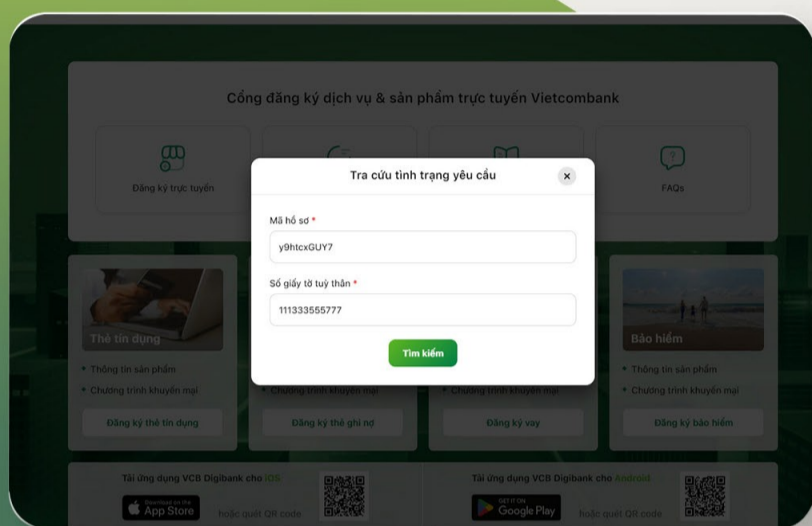 Cổng đăng ký dịch vụ & sản phẩm trực tuyến Vietcombank
Đăng ký trực tuyến
FAQs
Tra cứu tình trạng yêu cầu
Mã hồ sơ *
y9htcxGUY7
Số giấy tờ tuỳ thân *
111333555777
Tìm kiếm
Thẻ tín dụng
• Thông tin sản phẩm
• Chương trình khuyến mại
Đăng ký thẻ tín dụng
• Chương trình khuyến mại
Đăng ký thẻ ghi nợ
• Chương trình khuyến mại
Đăng ký vay
Bảo hiểm
• Thông tin sản phẩm
• Chương trình khuyến mại
Đăng ký bảo hiểm
Tải ứng dụng VCB Digibank cho iOS
Download on the
App Store
hoặc quét QR code
Tải ứng dụng VCB Digibank cho Android
GET IT ON
Google Play
hoặc quét QR code